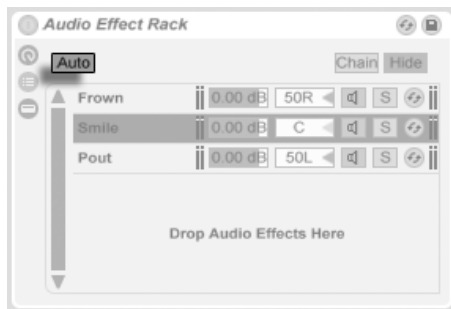 Audio Effect Rack
Auto Chain Hide
Frown 0.00 dB 50R S
Smile 0.00 dB C S
Pout 0.00 dB 50L S
Drop Audio Effects Here